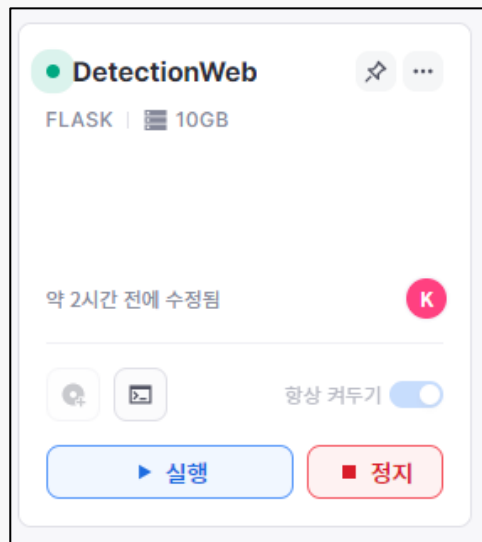 DetectionWeb
FLASK 10GB
약 2시간 전에 수정됨
K
항상 켜두기
실행 정지